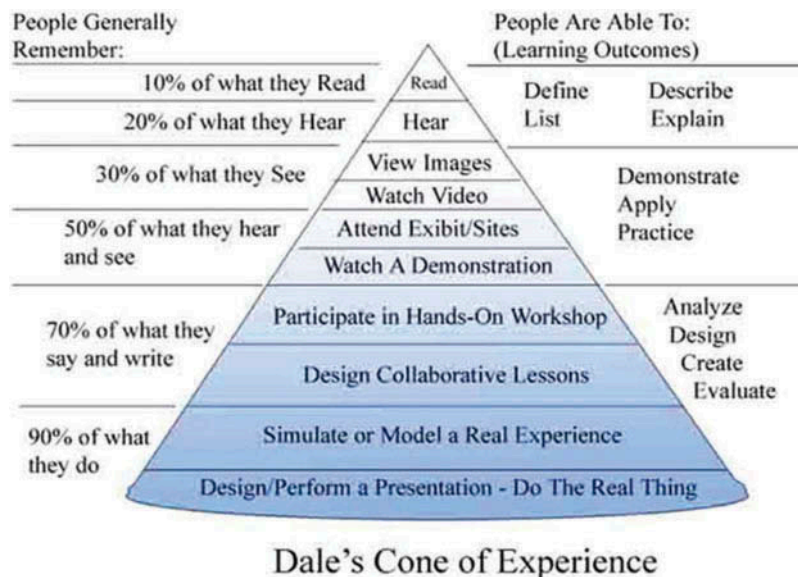 People Generally
Remember:
10% of what they Read
20% of what they Hear
30% of what they See
50% of what they hear
and see
70% of what they
say and write
90% of what
they do
Read
Hear
View Images
Watch Video
Attend Exibit/Sites
Watch A Demonstration
Participate in Hands-On Workshop
Design Collaborative Lessons
Simulate or Model a Real Experience
Design/Perform a Presentation - Do The Real Thing
People Are Able To:
(Learning Outcomes)
Define Describe
List Explain
Demonstrate
Apply
Practice
Analyze
Design
Create
Evaluate
Dale's Cone of Experience